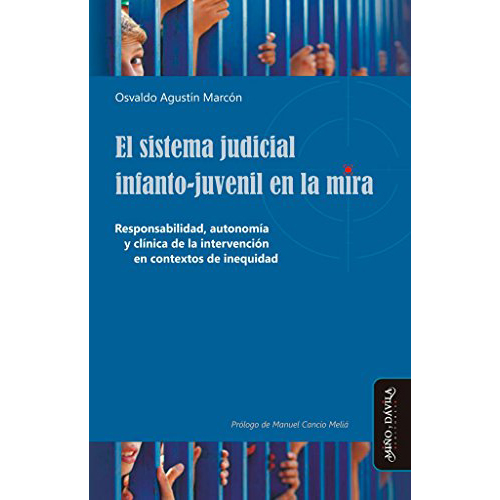 Osvaldo Agustín Marcón
El sistema judicial
infanto-juvenil en la mira
Responsabilidad, autonomía
y clínica de la intervención
en contextos de inequidad
Prólogo de Manuel Cancio Meliá
MIÑO y DÁVILA